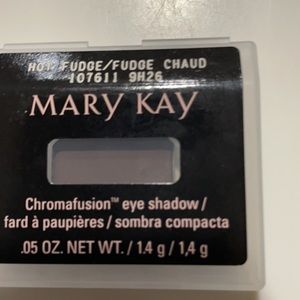 HOT FUDGE/FUDGE CHAUD
107611 9H26
MARY KAY
Chromafusion™ eye shadow /
fard à paupières / sombra compacta
.05 OZ. NET WT. / 1.4 g / 1,4 g